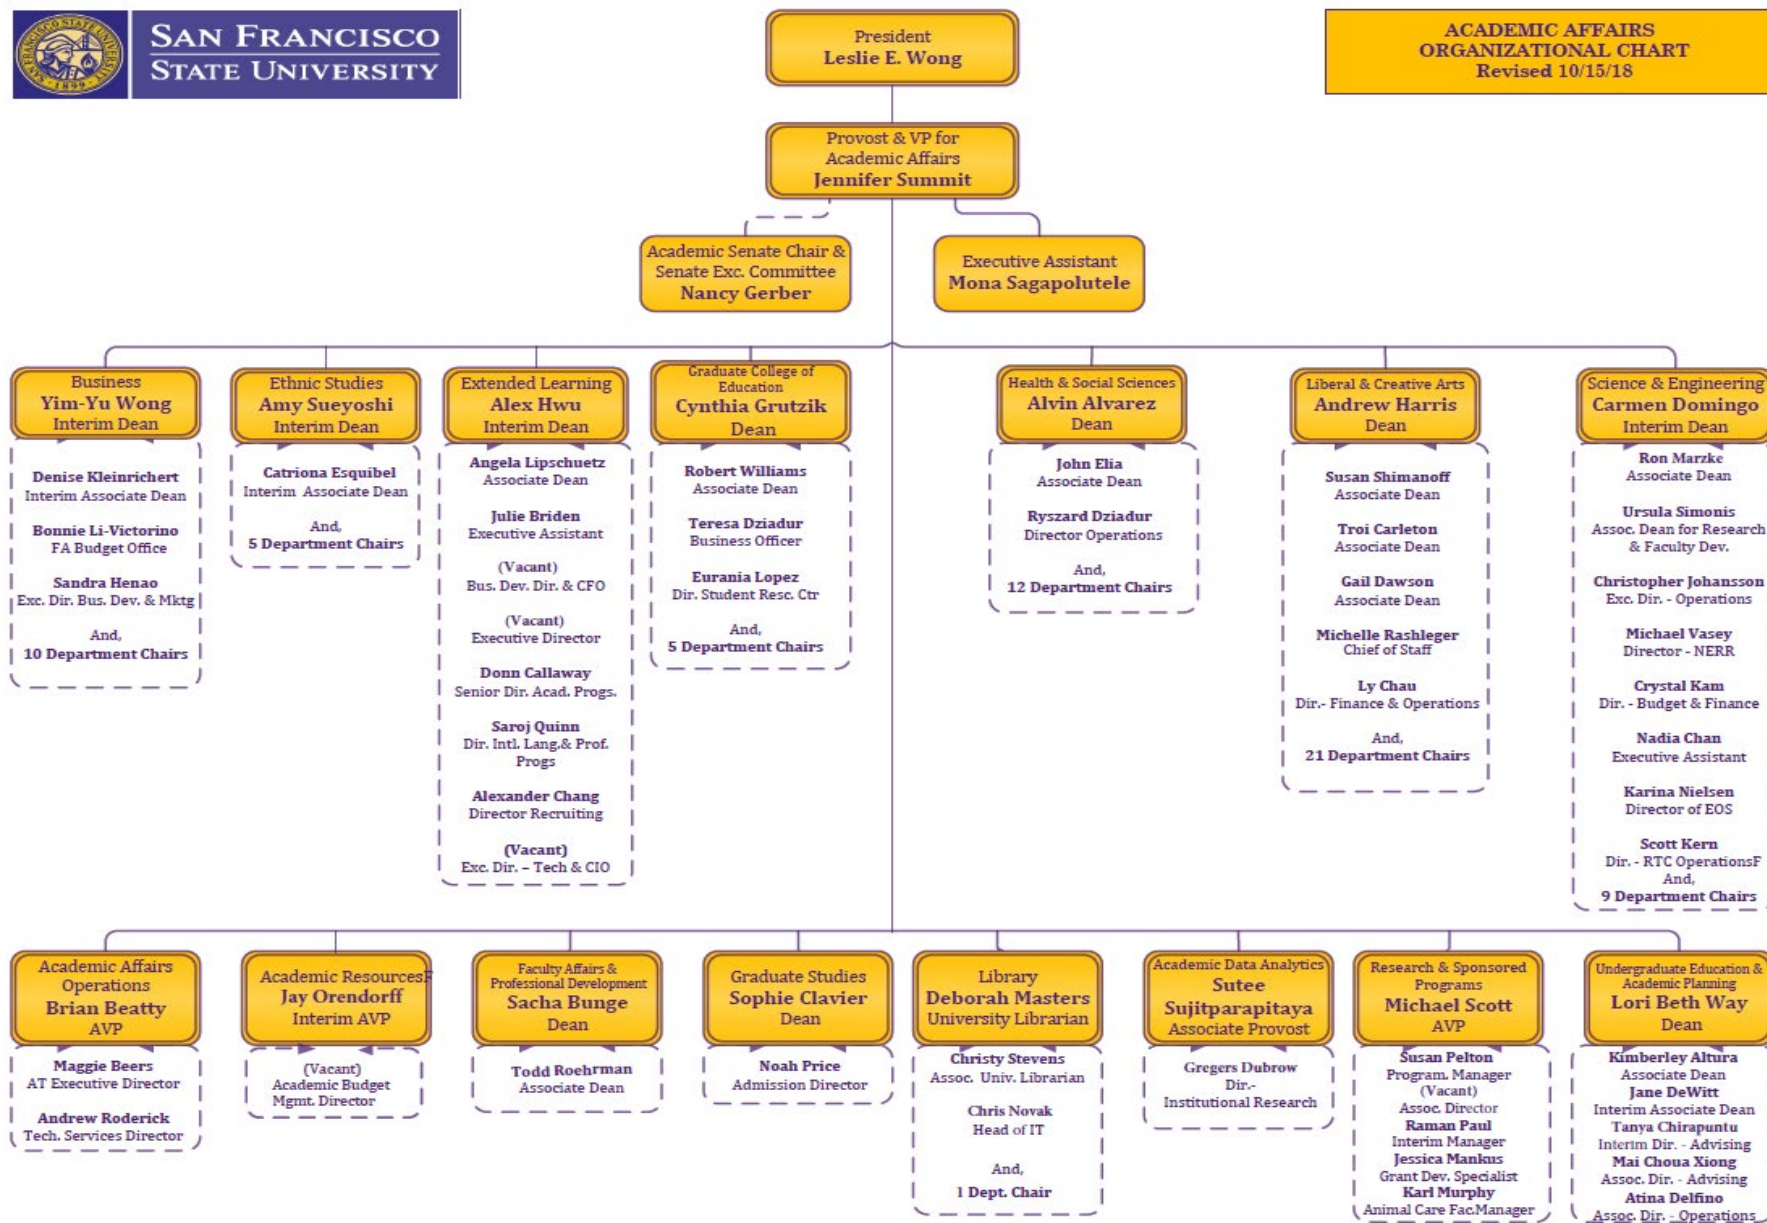 SAN FRANCISCO
STATE UNIVERSITY
SAN FRANCISCO STATE UNIVERSITY
1899
President
Leslie E. Wong
ACADEMIC AFFAIRS
ORGANIZATIONAL CHART
Revised 10/15/18
Provost & VP for
Academic Affairs
Jennifer Summit
Academic Senate Chair &
Senate Exc. Committee
Nancy Gerber
Executive Assistant
Mona Sagapolutele
Business
Yim-Yu Wong
Interim Dean
Denise Kleinrichert
Interim Associate Dean
Bonnie Li-Victorino
FA Budget Office
Sandra Henao
Exc. Dir. Bus. Dev. & Mktg
And,
10 Department Chairs
Ethnic Studies
Amy Sueyoshi
Interim Dean
Catriona Esquibel
Interim Associate Dean
And,
5 Department Chairs
Extended Learning
Alex Hwu
Interim Dean
Angela Lipschuetz
Associate Dean
Julie Briden
Executive Assistant
(Vacant)
Bus. Dev. Dir. & CFO
(Vacant)
Executive Director
Donn Callaway
Senior Dir. Acad. Progs.
Saroj Quinn
Dir. Intl. Lang.& Prof.
Progs
Alexander Chang
Director Recruiting
(Vacant)
Exc. Dir. – Tech & CIO
Graduate College of
Education
Cynthia Grutzik
Dean
Robert Williams
Associate Dean
Teresa Dziadur
Business Officer
Eurania Lopez
Dir. Student Resc. Ctr
And,
5 Department Chairs
Health & Social Sciences
Alvin Alvarez
Dean
John Elia
Associate Dean
Ryszard Dziadur
Director Operations
And,
12 Department Chairs
Liberal & Creative Arts
Andrew Harris
Dean
Susan Shimanoff
Associate Dean
Troi Carleton
Associate Dean
Gail Dawson
Associate Dean
Michelle Rashleger
Chief of Staff
Ly Chau
Dir.- Finance & Operations
And,
21 Department Chairs
Science & Engineering
Carmen Domingo
Interim Dean
Ron Marzke
Associate Dean
Ursula Simonis
Assoc. Dean for Research
& Faculty Dev.
Christopher Johansson
Exc. Dir. - Operations
Michael Vasey
Director - NERR
Crystal Kam
Dir. - Budget & Finance
Nadia Chan
Executive Assistant
Karina Nielsen
Director of EOS
Scott Kern
Dir. - RTC OperationsF
And,
9 Department Chairs
Academic Affairs
Operations
Brian Beatty
AVP
Maggie Beers
AT Executive Director
Andrew Roderick
Tech. Services Director
Academic ResourcesF
Jay Orendorff
Interim AVP
(Vacant)
Academic Budget
Mgmt. Director
Faculty Affairs &
Professional Development
Sacha Bunge
Dean
Todd Roehrman
Associate Dean
Graduate Studies
Sophie Clavier
Dean
Noah Price
Admission Director
Library
Deborah Masters
University Librarian
Christy Stevens
Assoc. Univ. Librarian
Chris Novak
Head of IT
And,
1 Dept. Chair
Academic Data Analytics
Sutee
Sujitparapitaya
Associate Provost
Gregers Dubrow
Dir.-
Institutional Research
Research & Sponsored
Programs
Michael Scott
AVP
Susan Pelton
Program. Manager
(Vacant)
Assoc. Director
Raman Paul
Interim Manager
Jessica Mankus
Grant Dev. Specialist
Karl Murphy
Animal Care Fac.Manager
Undergraduate Education &
Academic Planning
Lori Beth Way
Dean
Kimberley Altura
Associate Dean
Jane DeWitt
Interim Associate Dean
Tanya Chirapuntu
Interim Dir. - Advising
Mai Choua Xiong
Assoc. Dir. - Advising
Atina Delfino
Assoc. Dir. - Operations